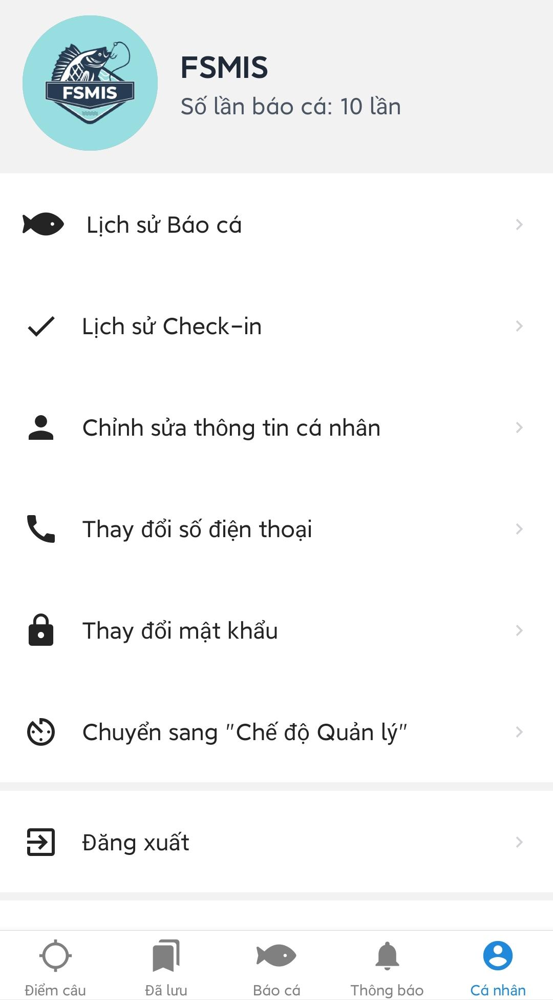 FSMIS
FSMIS
Số lần báo cá: 10 lần
Lịch sử Báo cá
Lịch sử Check-in
Chỉnh sửa thông tin cá nhân
Thay đổi số điện thoại
Thay đổi mật khẩu
Chuyển sang "Chế độ Quản lý"
Đăng xuất
Điểm câu
Đã lưu
Báo cá
Thông báo
Cá nhân